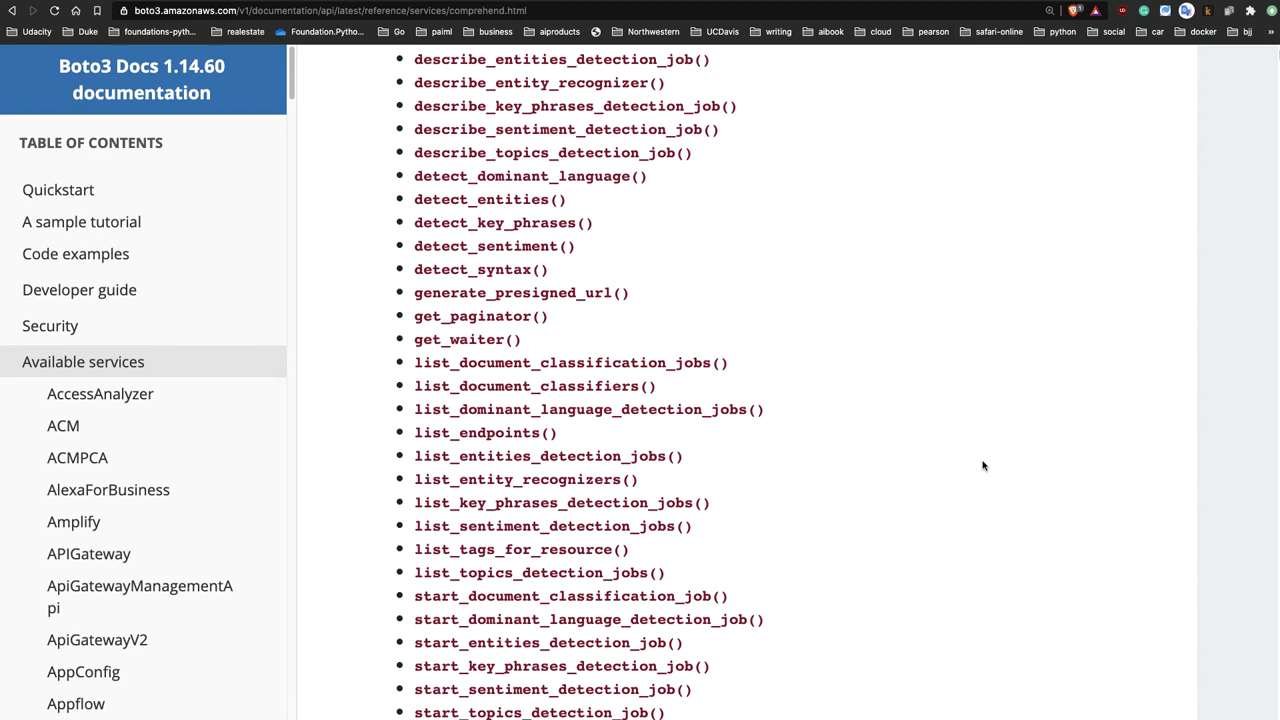 boto3.amazonaws.com/v1/documentation/api/latest/reference/services/comprehend.html
Udacity Duke foundations-pyth... realestate Foundation.Pytho... Go paiml business aiproducts Northwestern UCDavis writing aibook cloud pearson safari-online python social car docker bjj »
Boto3 Docs 1.14.60
documentation
TABLE OF CONTENTS
Quickstart
A sample tutorial
Code examples
Developer guide
Security
Available services
AccessAnalyzer
ACM
ACMPCA
AlexaForBusiness
Amplify
APIGateway
ApiGatewayManagementA
pi
ApiGatewayV2
AppConfig
Appflow
describe_entities_detection_job()
describe_entity_recognizer()
describe_key_phrases_detection_job()
describe_sentiment_detection_job()
describe_topics_detection_job()
detect_dominant_language()
detect_entities()
detect_key_phrases()
detect_sentiment()
detect_syntax()
generate_presigned_url()
get_paginator()
get_waiter()
list_document_classification_jobs()
list_document_classifiers()
list_dominant_language_detection_jobs()
list_endpoints()
list_entities_detection_jobs()
list_entity_recognizers()
list_key_phrases_detection_jobs()
list_sentiment_detection_jobs()
list_tags_for_resource()
list_topics_detection_jobs()
start_document_classification_job()
start_dominant_language_detection_job()
start_entities_detection_job()
start_key_phrases_detection_job()
start_sentiment_detection_job()
start_topics_detection_job()